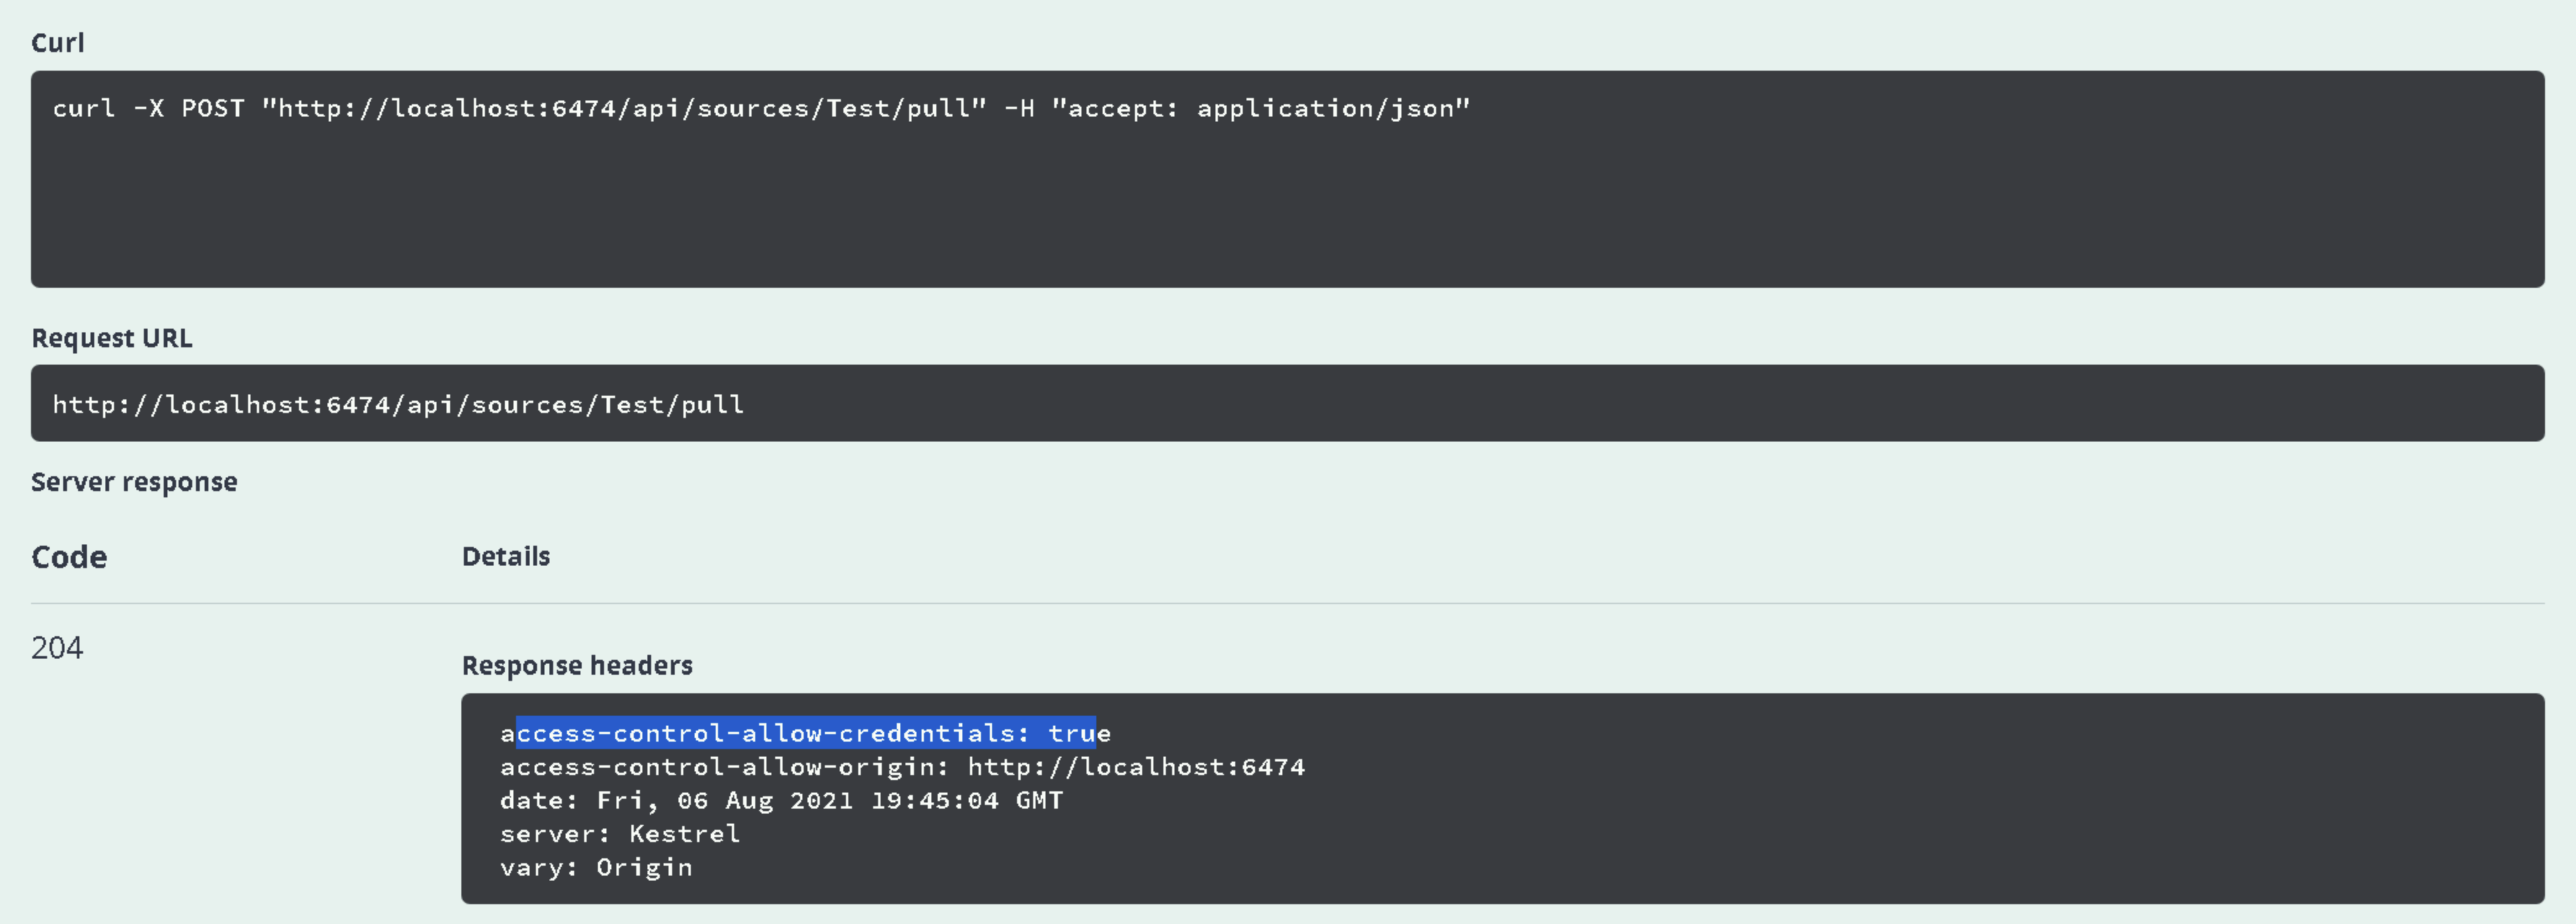 Curl
curl -X POST "http://localhost:6474/api/sources/Test/pull" -H "accept: application/json"
Request URL
http://localhost:6474/api/sources/Test/pull
Server response
Code Details
204
Response headers
access-control-allow-credentials: true
access-control-allow-origin: http://localhost:6474
date: Fri, 06 Aug 2021 19:45:04 GMT
server: Kestrel
vary: Origin